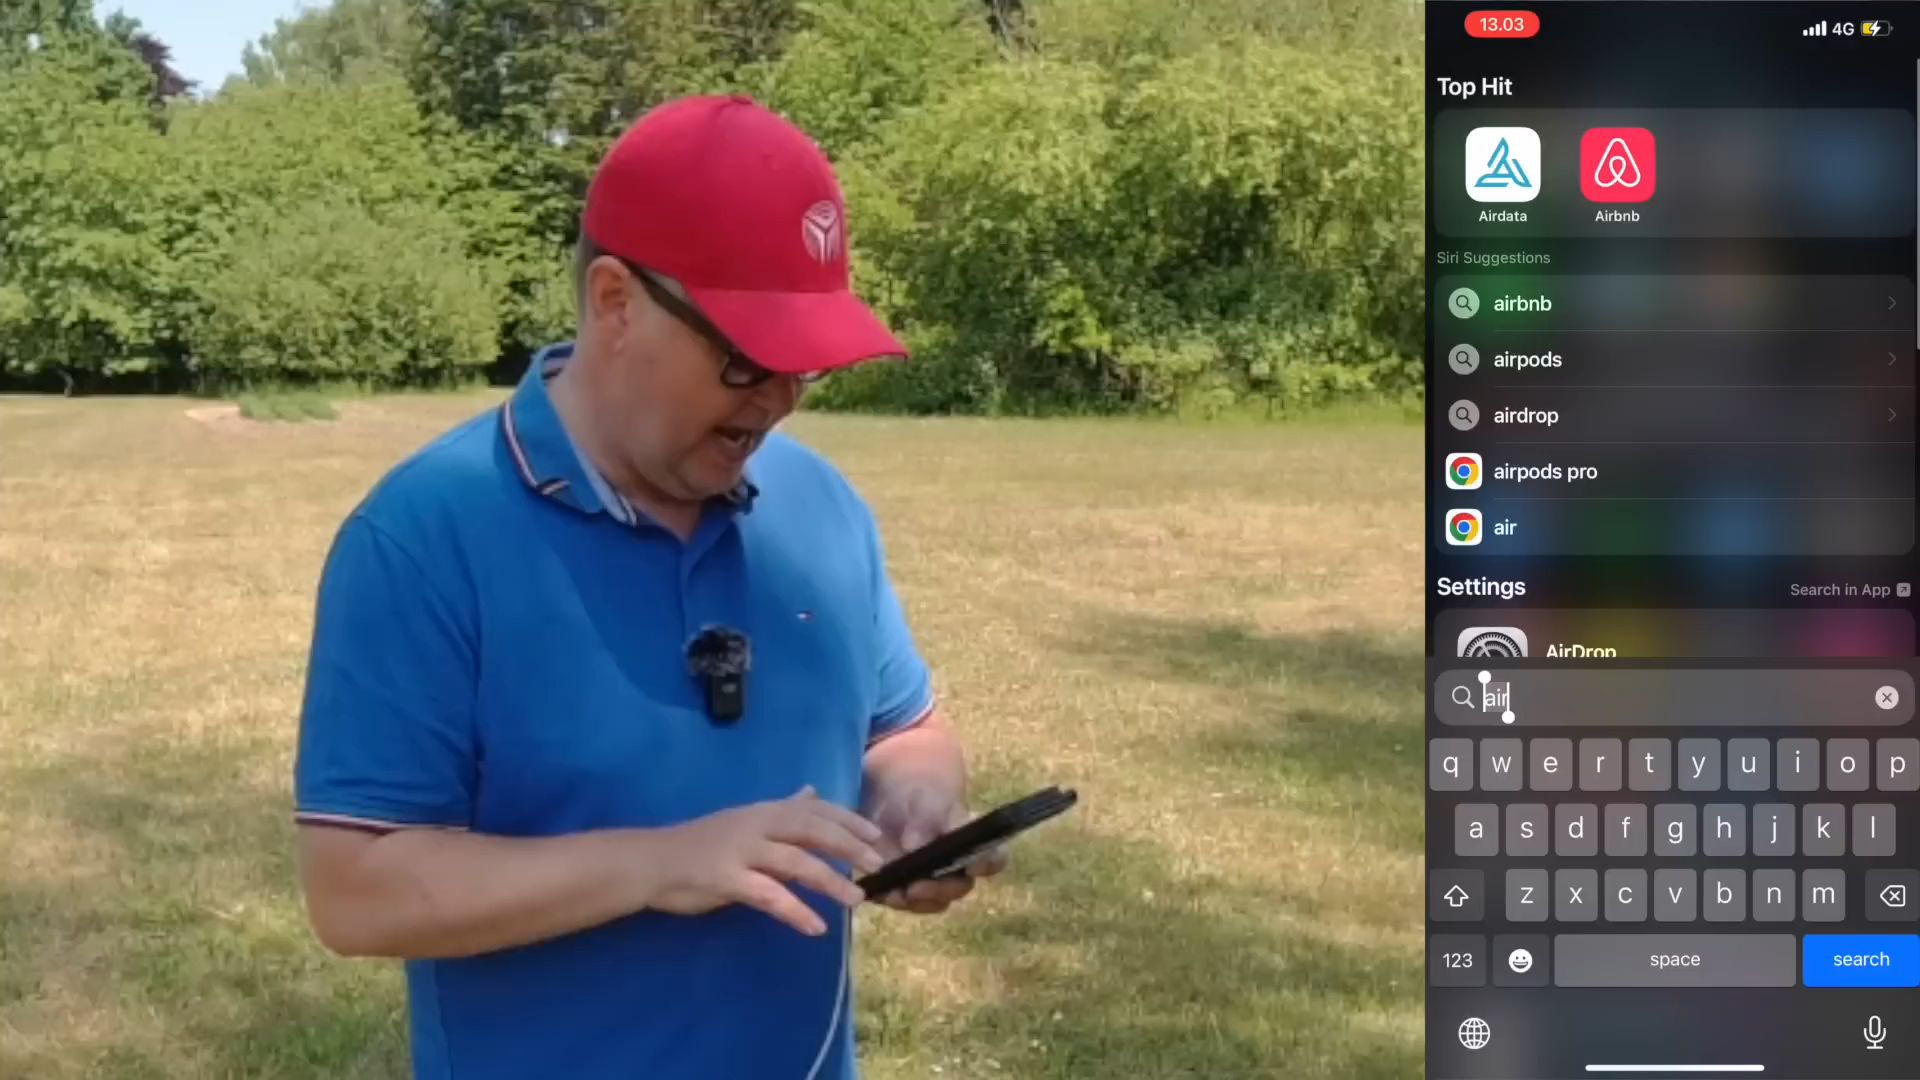 13.03
4G
Top Hit
Airdata
Airbnb
Siri Suggestions
airbnb
airpods
airdrop
airpods pro
air
Settings
Search in App
AirDrop
air
q w e r t y u i o p
a s d f g h j k l
z x c v b n m
123 space search